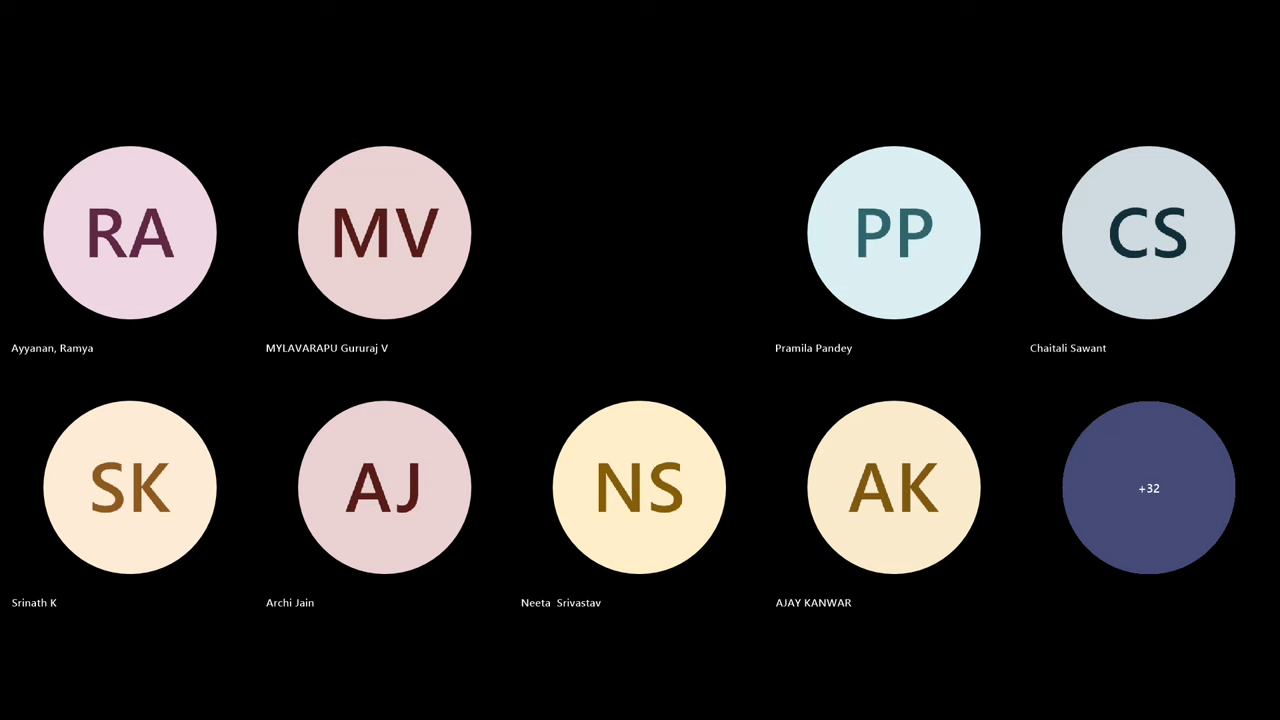 RA
MV
PP
CS
Ayyanan, Ramya
MYLAVARAPU Gururaj V
Pramila Pandey
Chaitali Sawant
SK
AJ
NS
AK
+32
Srinath K
Archi Jain
Neeta  Srivastav
AJAY KANWAR